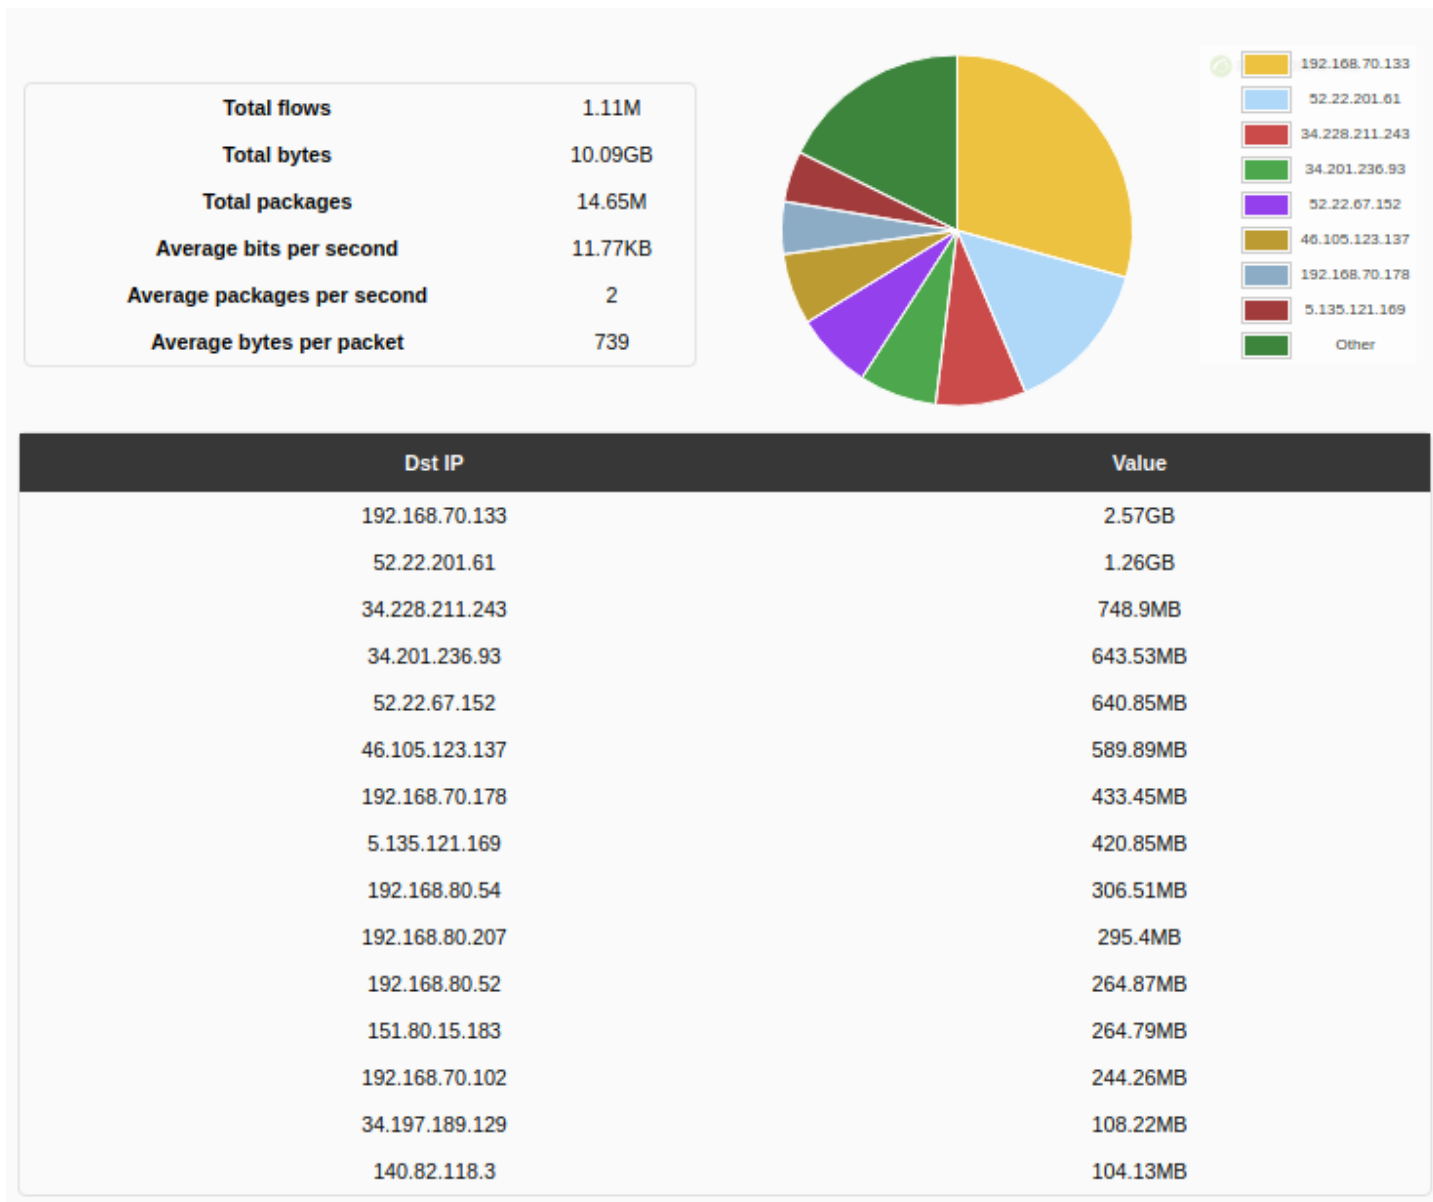 Total flows 1.11M
Total bytes 10.09GB
Total packages 14.65M
Average bits per second 11.77KB
Average packages per second 2
Average bytes per packet 739
192.168.70.133
52.22.201.61
34.228.211.243
34.201.236.93
52.22.67.152
46.105.123.137
192.168.70.178
5.135.121.169
Other
Dst IP Value
192.168.70.133 2.57GB
52.22.201.61 1.26GB
34.228.211.243 748.9MB
34.201.236.93 643.53MB
52.22.67.152 640.85MB
46.105.123.137 589.89MB
192.168.70.178 433.45MB
5.135.121.169 420.85MB
192.168.80.54 306.51MB
192.168.80.207 295.4MB
192.168.80.52 264.87MB
151.80.15.183 264.79MB
192.168.70.102 244.26MB
34.197.189.129 108.22MB
140.82.118.3 104.13MB